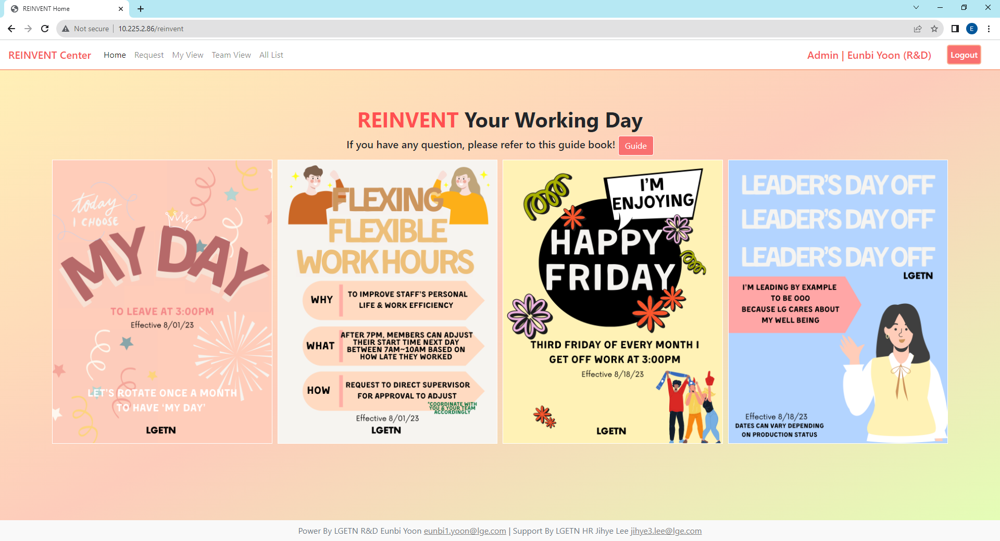 REINVENT Home
Not secure
10.225.2.86/reinvent
E
REINVENT Center
Home
Request
My View
Team View
All List
Admin | Eunbi Yoon (R&D)
Logout
REINVENT Your Working Day
If you have any question, please refer to this guide book!
Guide
today
I CHOOSE
MY DAY
TO LEAVE AT 3:00PM
Effective 8/01/23
LET'S ROTATE ONCE A MONTH
TO HAVE 'MY DAY'
LGETN
FLEXING
FLEXIBLE
WORK HOURS
WHY
TO IMPROVE STAFF'S PERSONAL
LIFE & WORK EFFICIENCY
WHAT
AFTER 7PM, MEMBERS CAN ADJUST
THEIR START TIME NEXT DAY
BETWEEN 7AM~10AM BASED ON
HOW LATE THEY WORKED
HOW
REQUEST TO DIRECT SUPERVISOR
FOR APPROVAL TO ADJUST
*COORDINATE WITH
YOU & YOUR TEAM
ACCORDINGLY
Effective 8/01/23
LGETN
I'M
ENJOYING
HAPPY
FRIDAY
THIRD FRIDAY OF EVERY MONTH I
GET OFF WORK AT 3:00PM
Effective 8/18/23
LGETN
LEADER'S DAY OFF
LEADER'S DAY OFF
LEADER'S DAY OFF
LGETN
I'M LEADING BY EXAMPLE
TO BE OOO
BECAUSE LG CARES ABOUT
MY WELL BEING
Effective 8/18/23
DATES CAN VARY DEPENDING
ON PRODUCTION STATUS
Power By LGETN R&D Eunbi Yoon eunbi1.yoon@lge.com | Support By LGETN HR Jihye Lee jihye3.lee@lge.com